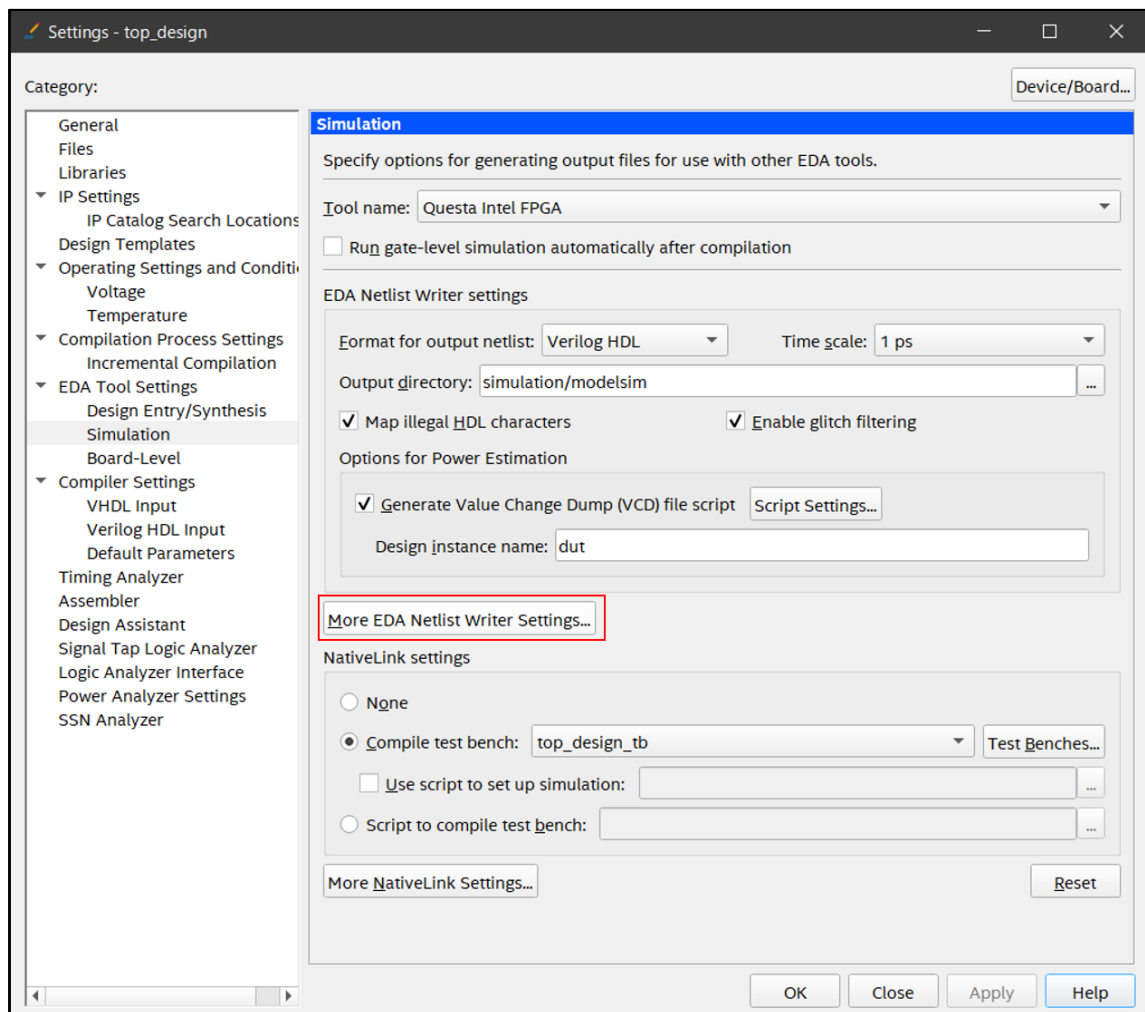 Settings - top_design
Category:
Device/Board...
General
Files
Libraries
IP Settings
IP Catalog Search Locations
Design Templates
Operating Settings and Conditi
Voltage
Temperature
Compilation Process Settings
Incremental Compilation
EDA Tool Settings
Design Entry/Synthesis
Simulation
Board-Level
Compiler Settings
VHDL Input
Verilog HDL Input
Default Parameters
Timing Analyzer
Assembler
Design Assistant
Signal Tap Logic Analyzer
Logic Analyzer Interface
Power Analyzer Settings
SSN Analyzer
Simulation
Specify options for generating output files for use with other EDA tools.
Tool name: Questa Intel FPGA
Run gate-level simulation automatically after compilation
EDA Netlist Writer settings
Format for output netlist: Verilog HDL Time scale: 1 ps
Output directory: simulation/modelsim ...
Map illegal HDL characters Enable glitch filtering
Options for Power Estimation
Generate Value Change Dump (VCD) file script Script Settings...
Design instance name: dut
More EDA Netlist Writer Settings...
NativeLink settings
None
Compile test bench: top_design_tb Test Benches...
Use script to set up simulation: ...
Script to compile test bench: ...
More NativeLink Settings... Reset
OK Close Apply Help